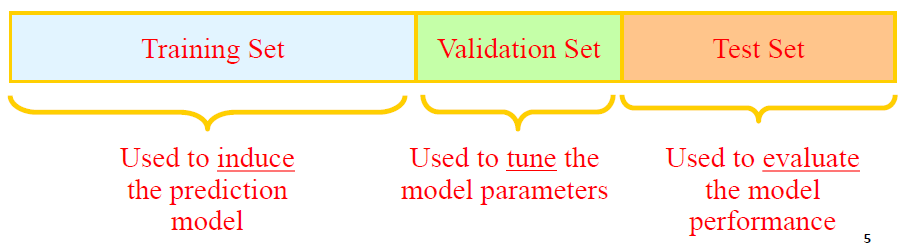 Training Set
Validation Set
Test Set
Used to induce
the prediction
model
Used to tune the
model parameters
Used to evaluate
the model
performance
5